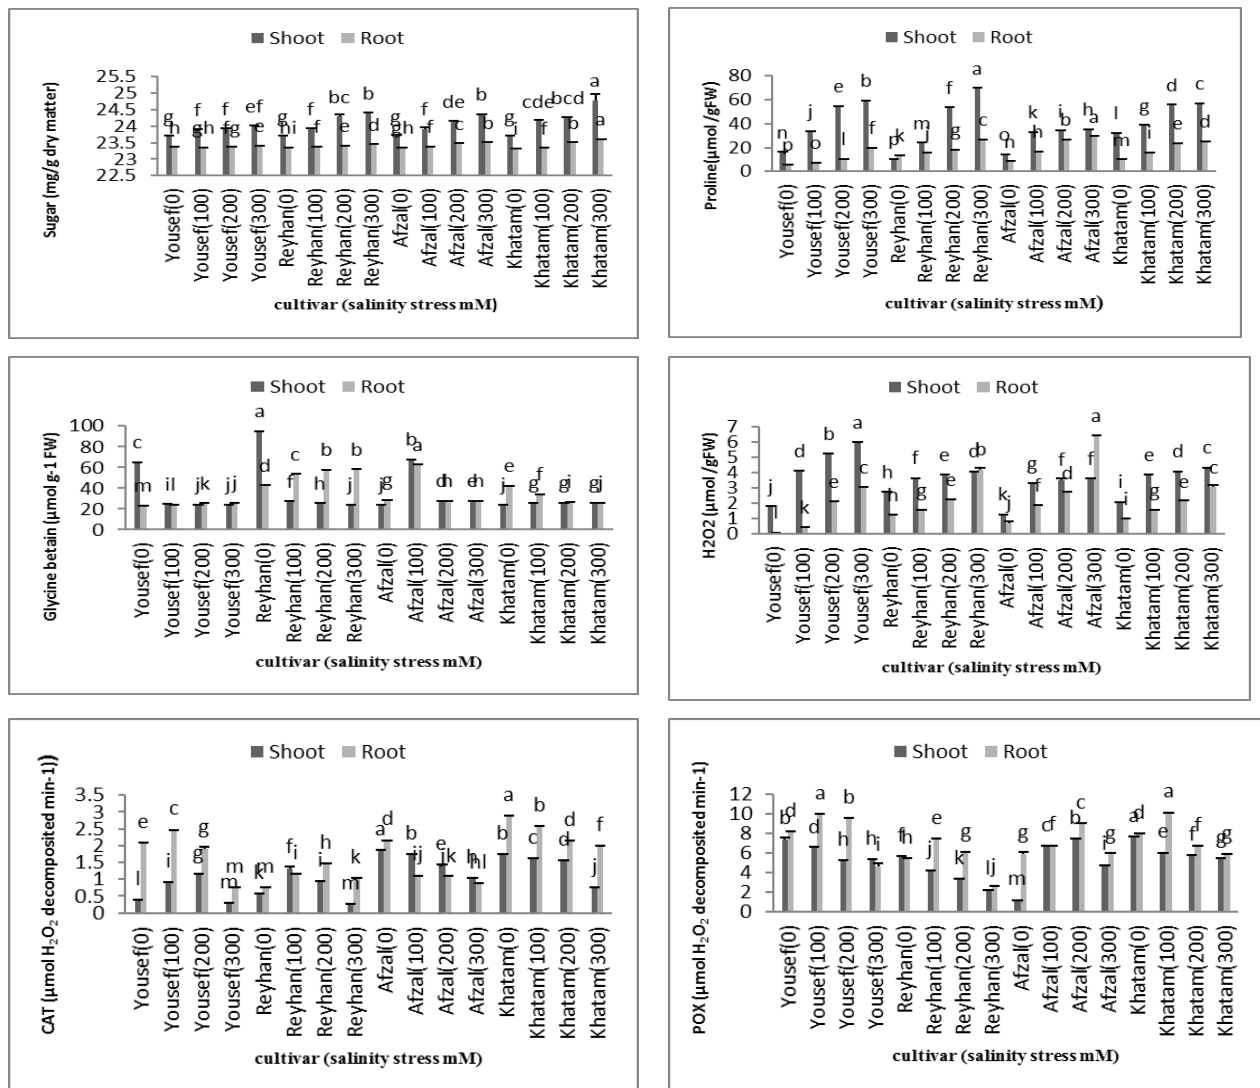 Shoot Root
Sugar (mg/g dry matter)
25.5
25
24.5
24
23.5
23
22.5
g f f ef g f bc b g f de b g cde bcd a
h gh fg e hi f e d gh f c b i f b a
Yousef(0) Yousef(100) Yousef(200) Yousef(300) Reyhan(0) Reyhan(100) Reyhan(200) Reyhan(300) Afzal(0) Afzal(100) Afzal(200) Afzal(300) Khatam(0) Khatam(100) Khatam(200) Khatam(300)
cultivar (salinity stress mM)
Shoot Root
Proline(µmol /gFW)
80
60
40
20
0
n j e b p m f a o k i h l g d c
p o l f k j g c n h b a m i e d
Yousef(0) Yousef(100) Yousef(200) Yousef(300) Reyhan(0) Reyhan(100) Reyhan(200) Reyhan(300) Afzal(0) Afzal(100) Afzal(200) Afzal(300) Khatam(0) Khatam(100) Khatam(200) Khatam(300)
cultivar (salinity stress mM)
Shoot Root
Glycine betain (µmol g-1 FW)
100
80
60
40
20
0
c i j j a f h j j b d e j g g g
m l k j d c b b g a h h e f i j
Yousef(0) Yousef(100) Yousef(200) Yousef(300) Reyhan(0) Reyhan(100) Reyhan(200) Reyhan(300) Afzal(0) Afzal(100) Afzal(200) Afzal(300) Khatam(0) Khatam(100) Khatam(200) Khatam(300)
cultivar (salinity stress mM)
Shoot Root
H2O2 (µmol /gFW)
7
6
5
4
3
2
1
0
j d b a h f e d k g f f i e d c
l k e c h g e b j f d a i g e c
Yousef(0) Yousef(100) Yousef(200) Yousef(300) Reyhan(0) Reyhan(100) Reyhan(200) Reyhan(300) Afzal(0) Afzal(100) Afzal(200) Afzal(300) Khatam(0) Khatam(100) Khatam(200) Khatam(300)
cultivar (salinity stress mM)
Shoot Root
CAT (µmol H₂O₂ decomposited min-1))
3.5
3
2.5
2
1.5
1
0.5
0
l i g m k f i m a b e h b c d j
e c g m m i h k d ij jk l a b g f
Yousef(0) Yousef(100) Yousef(200) Yousef(300) Reyhan(0) Reyhan(100) Reyhan(200) Reyhan(300) Afzal(0) Afzal(100) Afzal(200) Afzal(300) Khatam(0) Khatam(100) Khatam(200) Khatam(300)
cultivar (salinity stress mM)
Shoot Root
POX (µmol H₂O₂ decomposited min-1)
12
10
8
6
4
2
0
b d h h f j k l m c b i a e f g
d a b i h e g j g f c g d a f g
Yousef(0) Yousef(100) Yousef(200) Yousef(300) Reyhan(0) Reyhan(100) Reyhan(200) Reyhan(300) Afzal(0) Afzal(100) Afzal(200) Afzal(300) Khatam(0) Khatam(100) Khatam(200) Khatam(300)
cultivar (salinity stress mM)